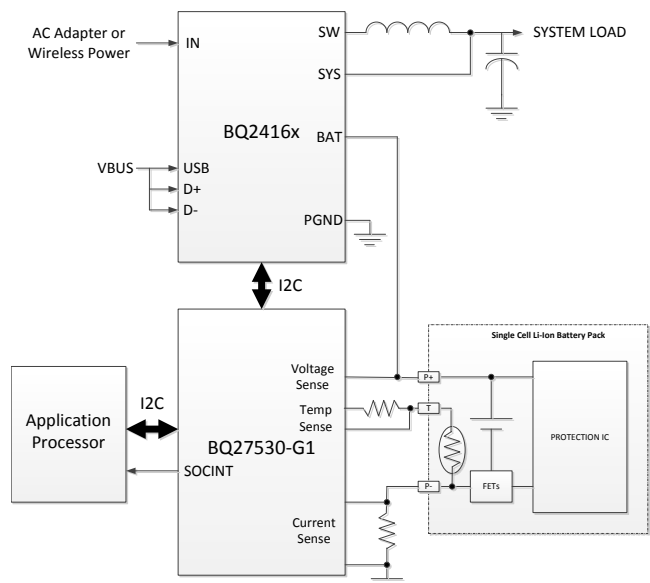 AC Adapter or
Wireless Power
IN
SW
SYSTEM LOAD
SYS
BQ2416x
BAT
VBUS
USB
D+
D-
PGND
I2C
Single Cell Li-Ion Battery Pack
Voltage
Sense
P+
Temp
Sense
T
I2C
Application
Processor
BQ27530-G1
PROTECTION IC
SOCINT
P-
FETs
Current
Sense